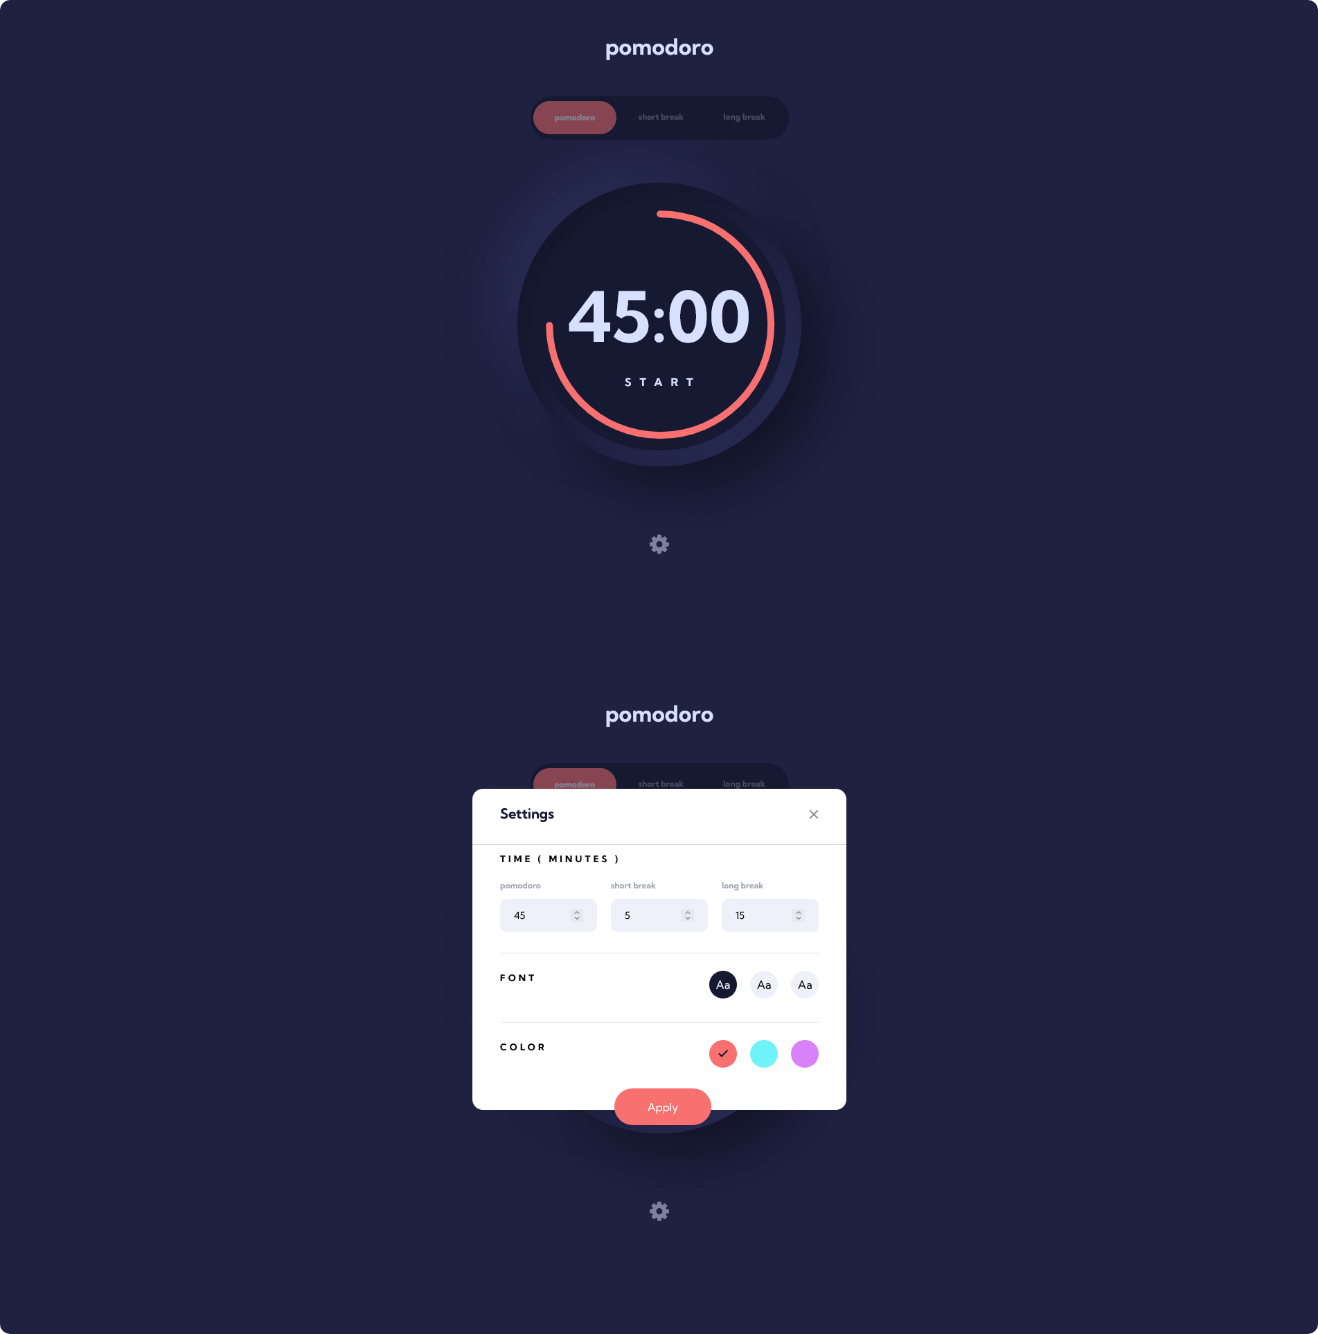 pomodoro
pomodoro short break long break
45:00
START
pomodoro
pomodoro short break long break
Settings
TIME ( MINUTES )
pomodoro short break long break
45 5 15
FONT Aa Aa Aa
COLOR
Apply